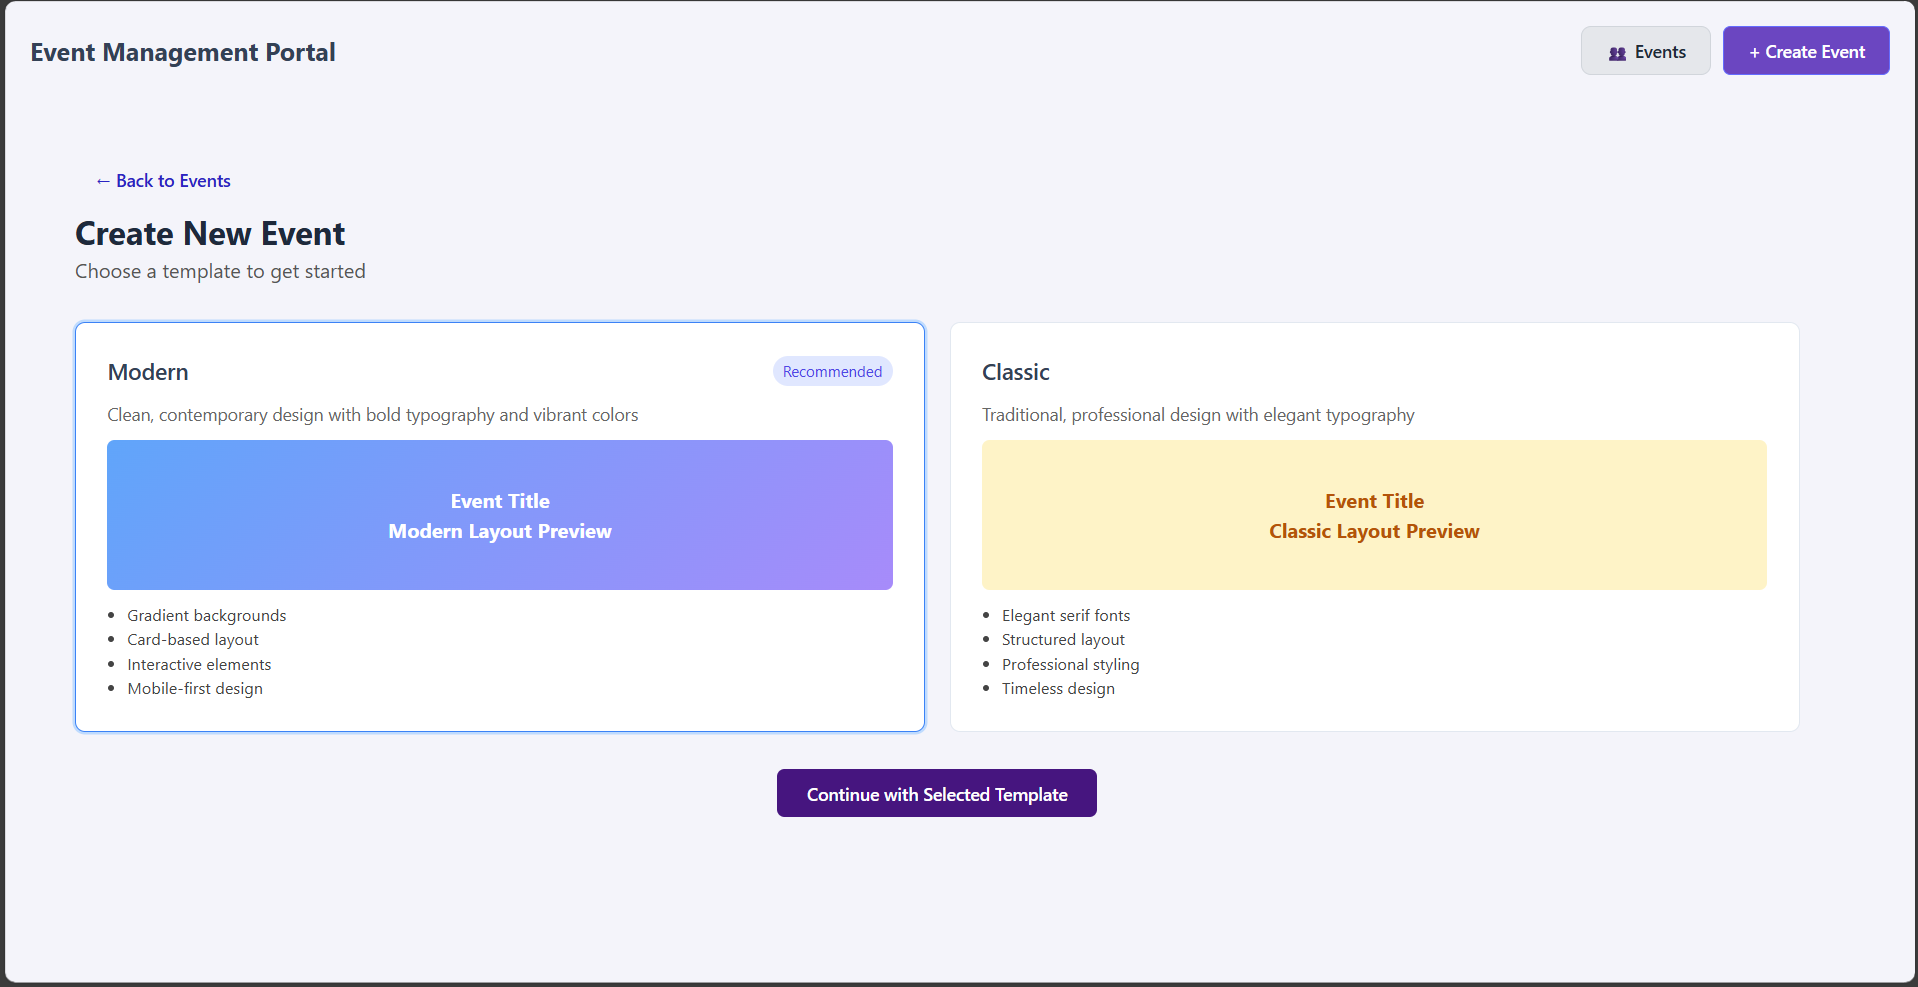 Event Management Portal
Events
+ Create Event
← Back to Events
Create New Event
Choose a template to get started
Modern
Recommended
Clean, contemporary design with bold typography and vibrant colors
Event Title
Modern Layout Preview
• Gradient backgrounds
• Card-based layout
• Interactive elements
• Mobile-first design
Classic
Traditional, professional design with elegant typography
Event Title
Classic Layout Preview
• Elegant serif fonts
• Structured layout
• Professional styling
• Timeless design
Continue with Selected Template